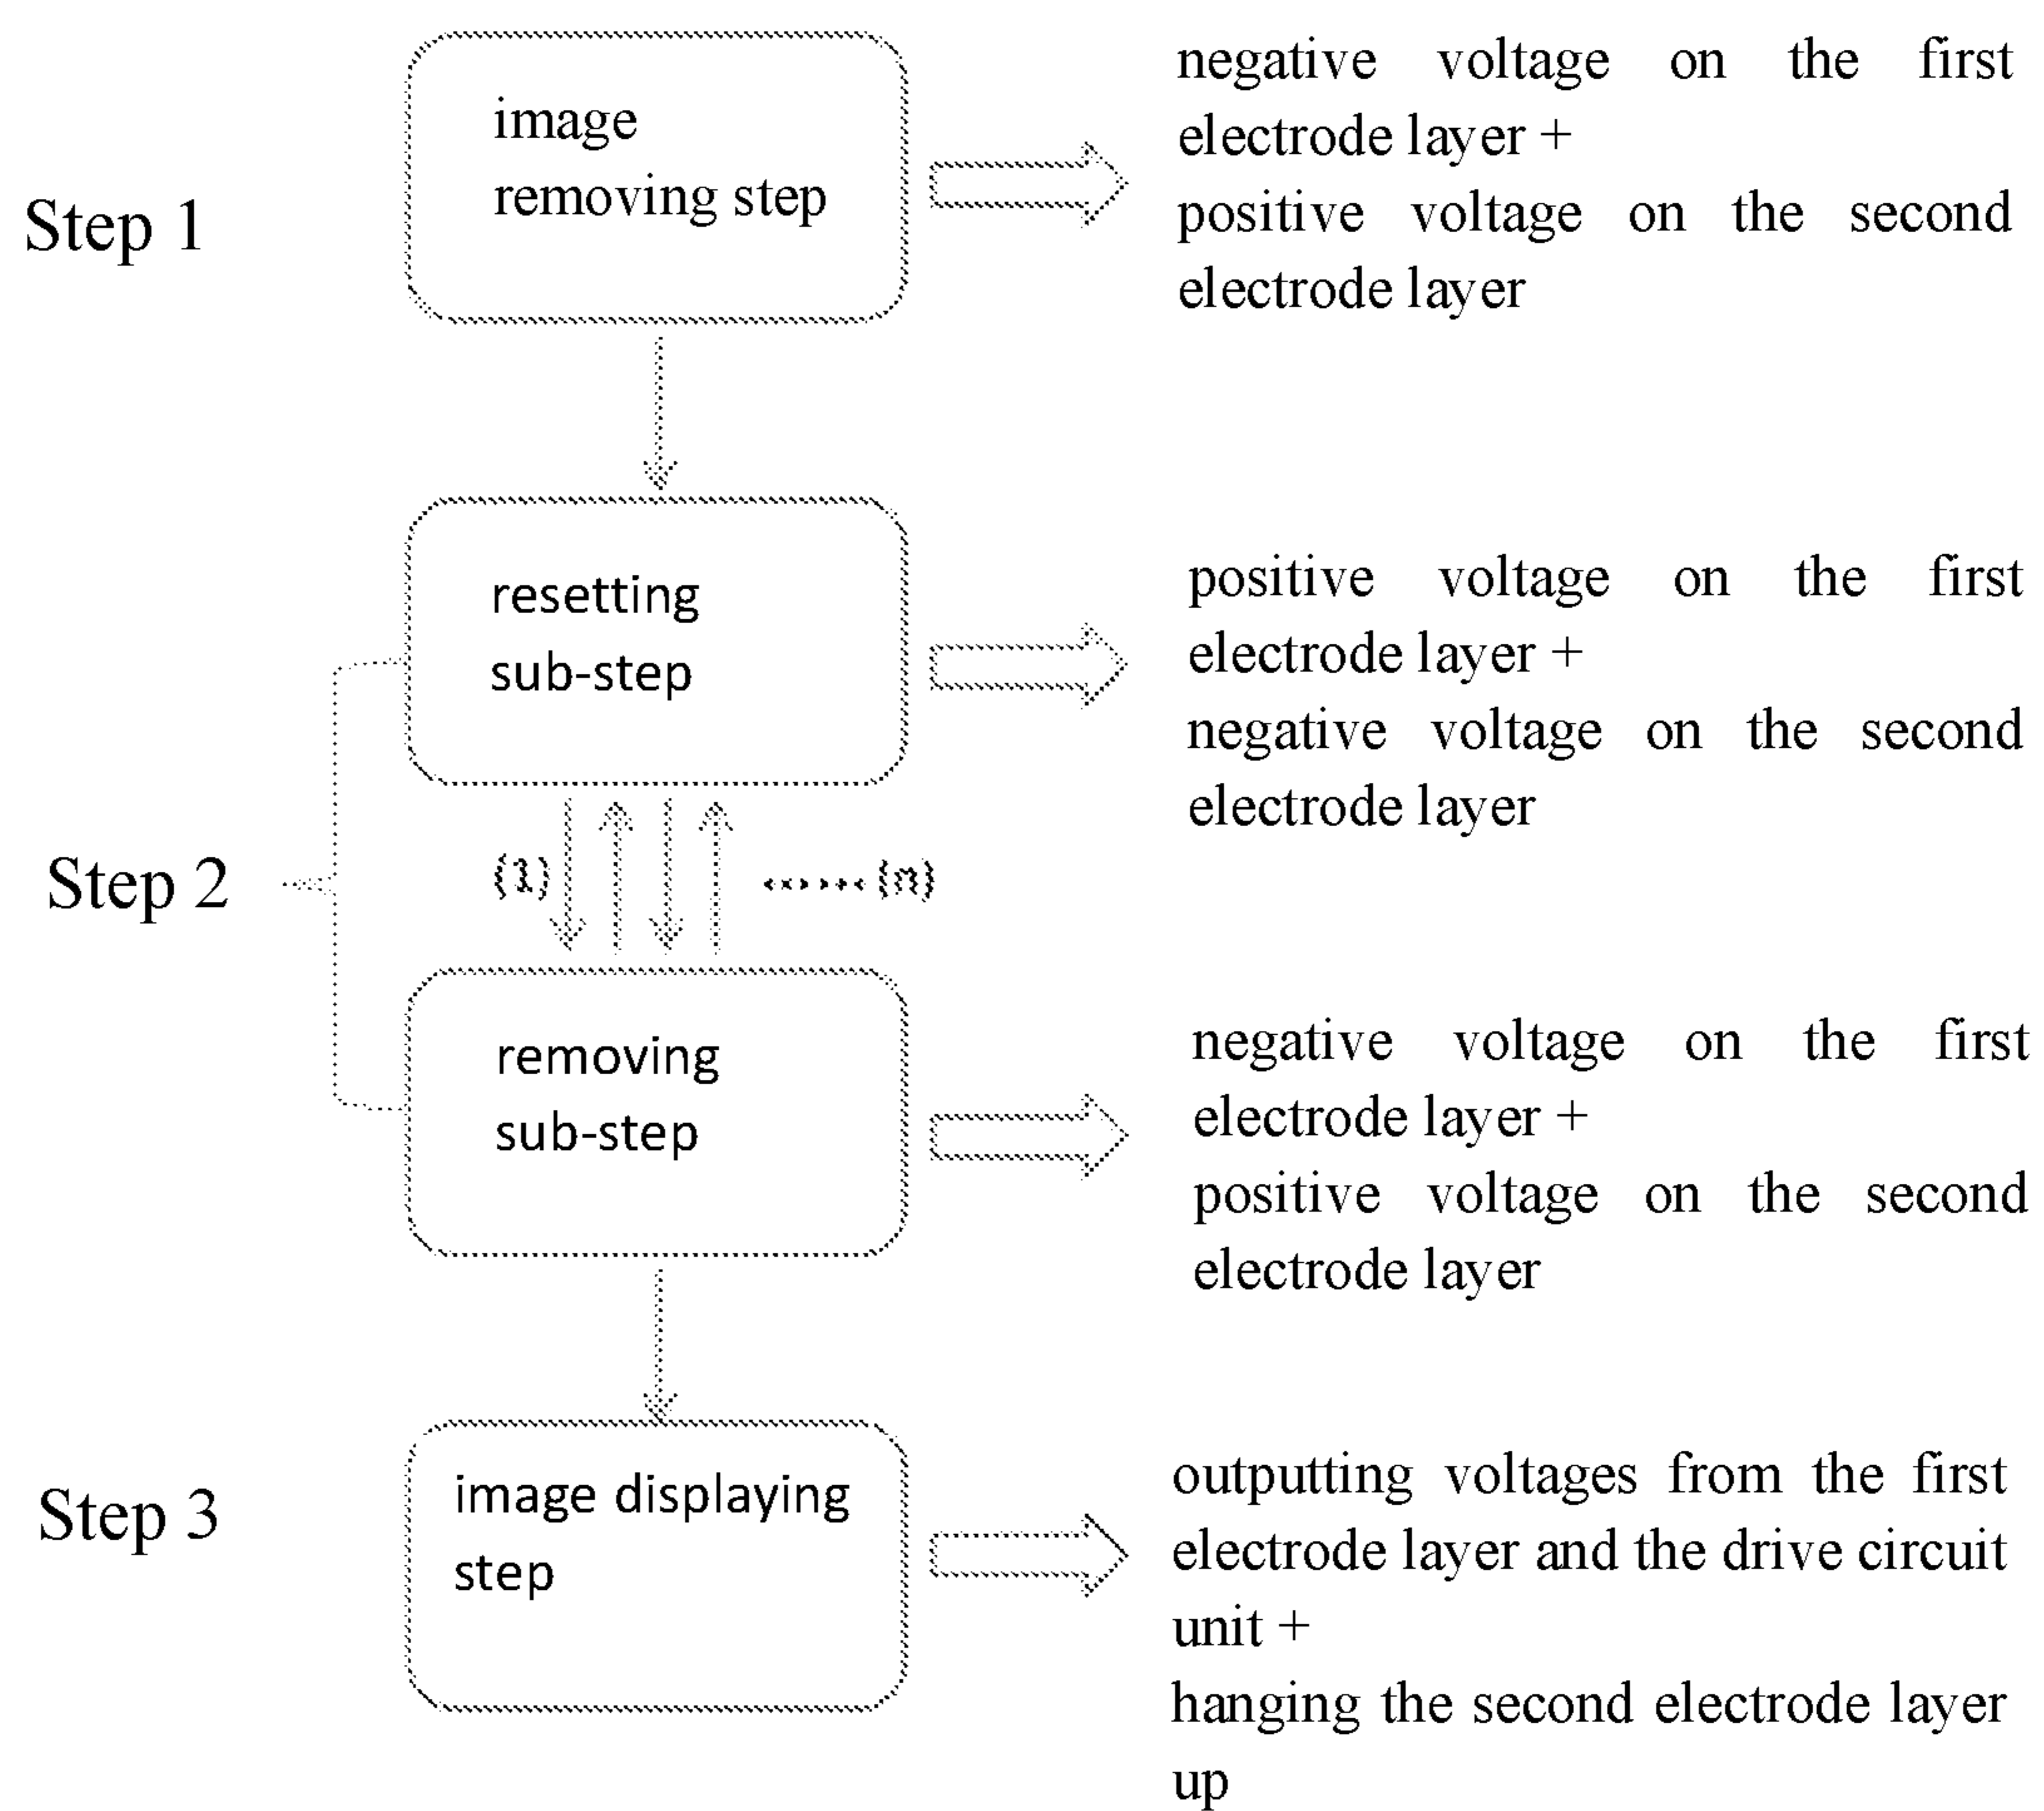 Step 1
image
removing step
negative voltage on the first
electrode layer +
positive voltage on the second
electrode layer
Step 2
resetting
sub-step
positive voltage on the first
electrode layer +
negative voltage on the second
electrode layer
(1)
......(n)
removing
sub-step
negative voltage on the first
electrode layer +
positive voltage on the second
electrode layer
Step 3
image displaying
step
outputting voltages from the first
electrode layer and the drive circuit
unit +
hanging the second electrode layer
up